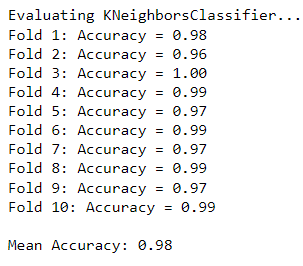 Evaluating KNeighborsClassifier...
Fold 1: Accuracy = 0.98
Fold 2: Accuracy = 0.96
Fold 3: Accuracy = 1.00
Fold 4: Accuracy = 0.99
Fold 5: Accuracy = 0.97
Fold 6: Accuracy = 0.99
Fold 7: Accuracy = 0.97
Fold 8: Accuracy = 0.99
Fold 9: Accuracy = 0.97
Fold 10: Accuracy = 0.99
Mean Accuracy: 0.98